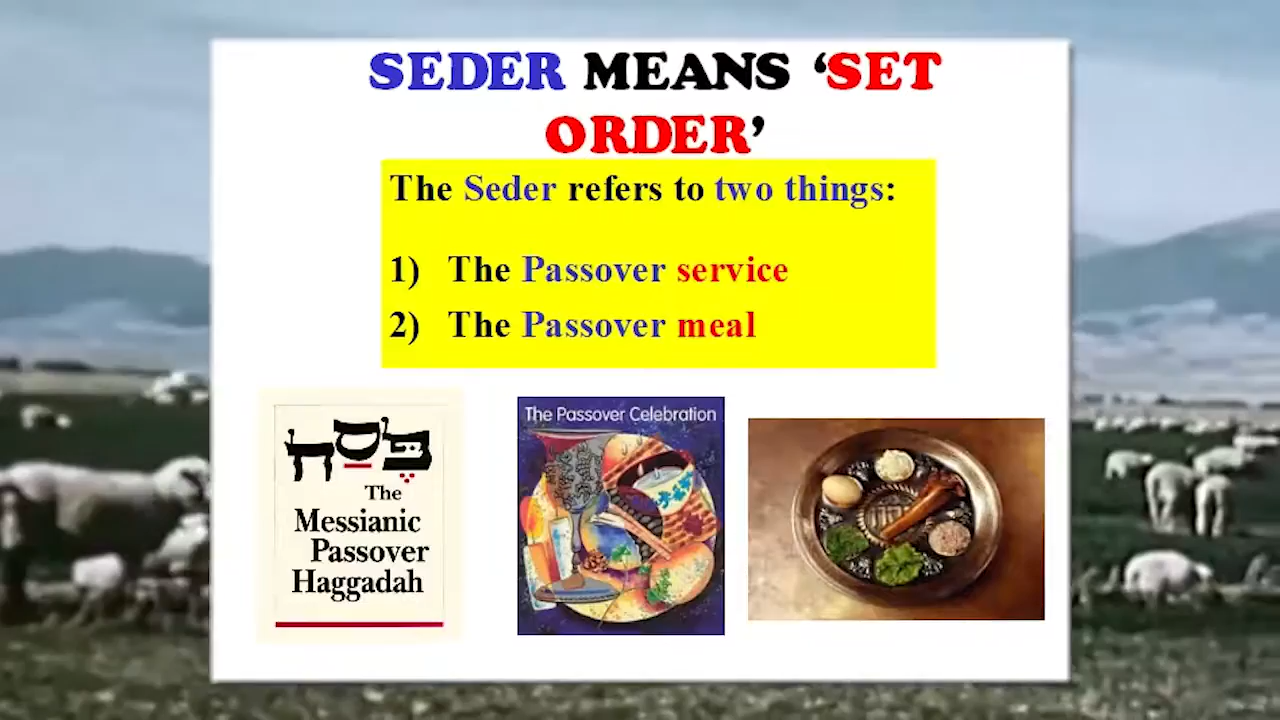 SEDER MEANS ‘SET
ORDER’
The Seder refers to two things:
1) The Passover service
2) The Passover meal
פֶּסַח
The
Messianic
Passover
Haggadah
The Passover Celebration